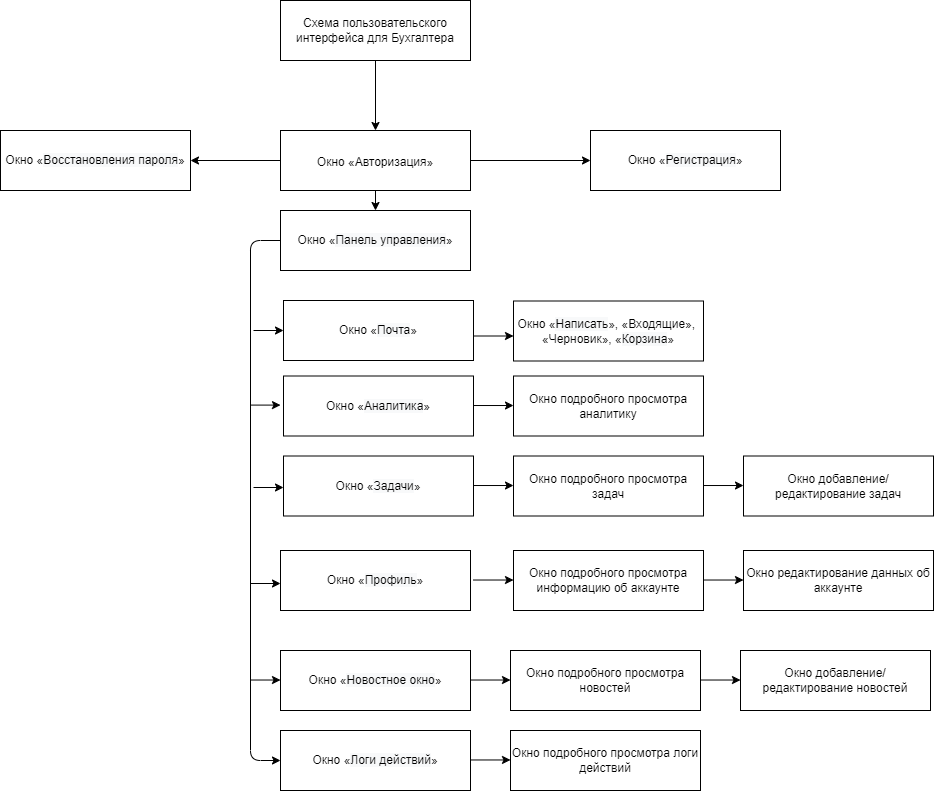 Схема пользовательского
интерфейса для Бухгалтера
Окно «Восстановления пароля»
Окно «Авторизация»
Окно «Регистрация»
Окно «Панель управления»
Окно «Почта»
Окно «Написать», «Входящие»,
«Черновик», «Корзина»
Окно «Аналитика»
Окно подробного просмотра
аналитику
Окно «Задачи»
Окно подробного просмотра
задач
Окно добавление/
редактирование задач
Окно «Профиль»
Окно подробного просмотра
информацию об аккаунте
Окно редактирование данных об
аккаунте
Окно «Новостное окно»
Окно подробного просмотра
новостей
Окно добавление/
редактирование новостей
Окно «Логи действий»
Окно подробного просмотра логи
действий